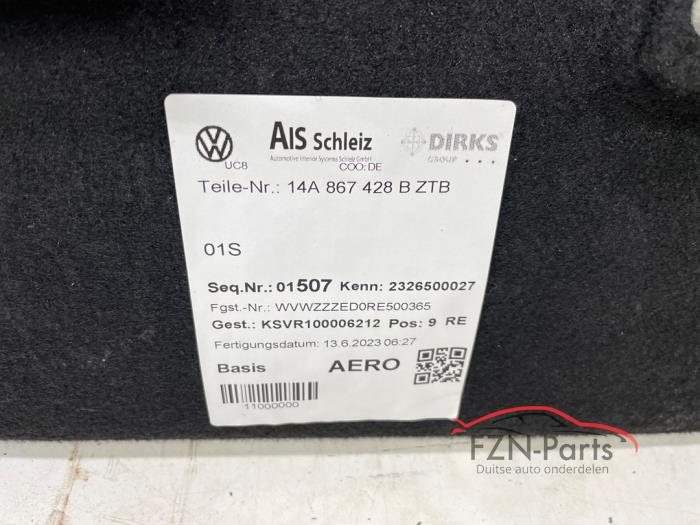 AIS Schleiz
Automotive Interior Systems Schleiz GmbH
DIRKS
GROUP
UC8
COO: DE
Teile-Nr.: 14A 867 428 B ZTB
01S
Seq.Nr.: 01507 Kenn: 2326500027
Fgst.-Nr.: WVWZZZED0RE500365
Gest.: KSVR100006212 Pos: 9 RE
Fertigungsdatum: 13.6.2023 06:27
Basis AERO
11000000
FZN-Parts
Duitse auto onderdelen